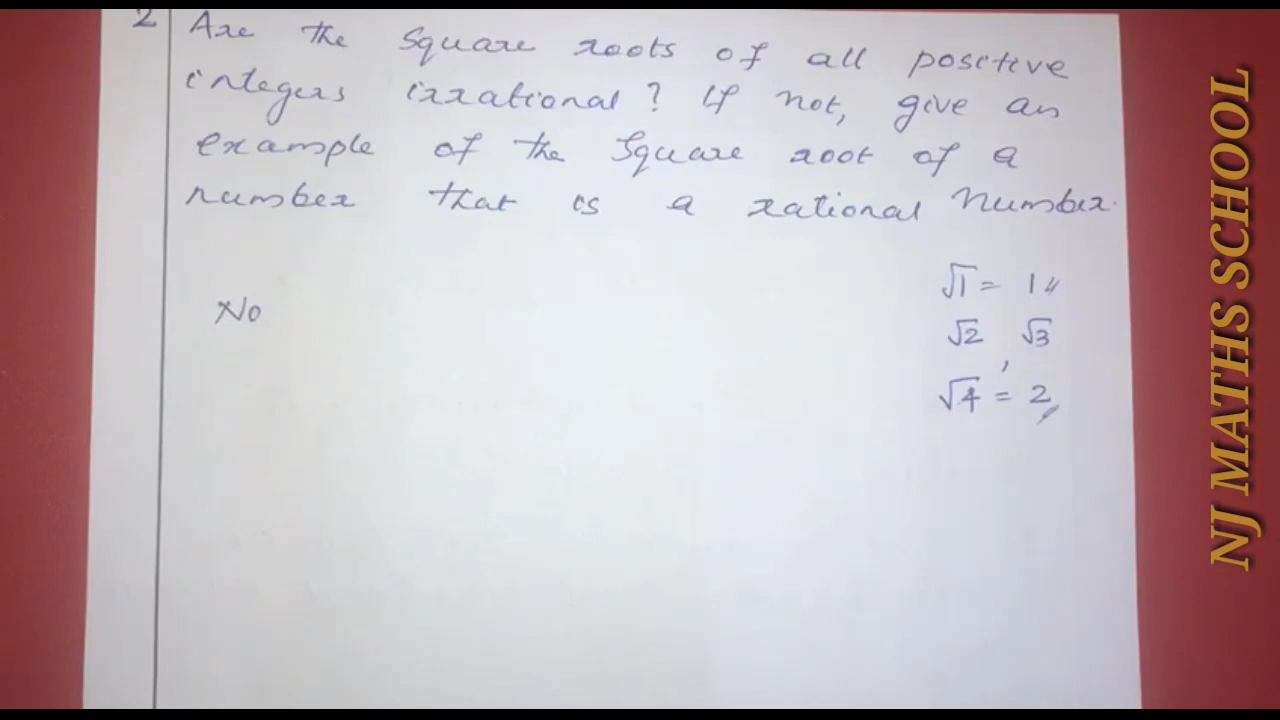 2 Are the square roots of all positive
integers irrational ? If not, give an
example of the square root of a
number that is a rational number.
No
√1 = 1
√2 , √3
√4 = 2
NJ MATHS SCHOOL